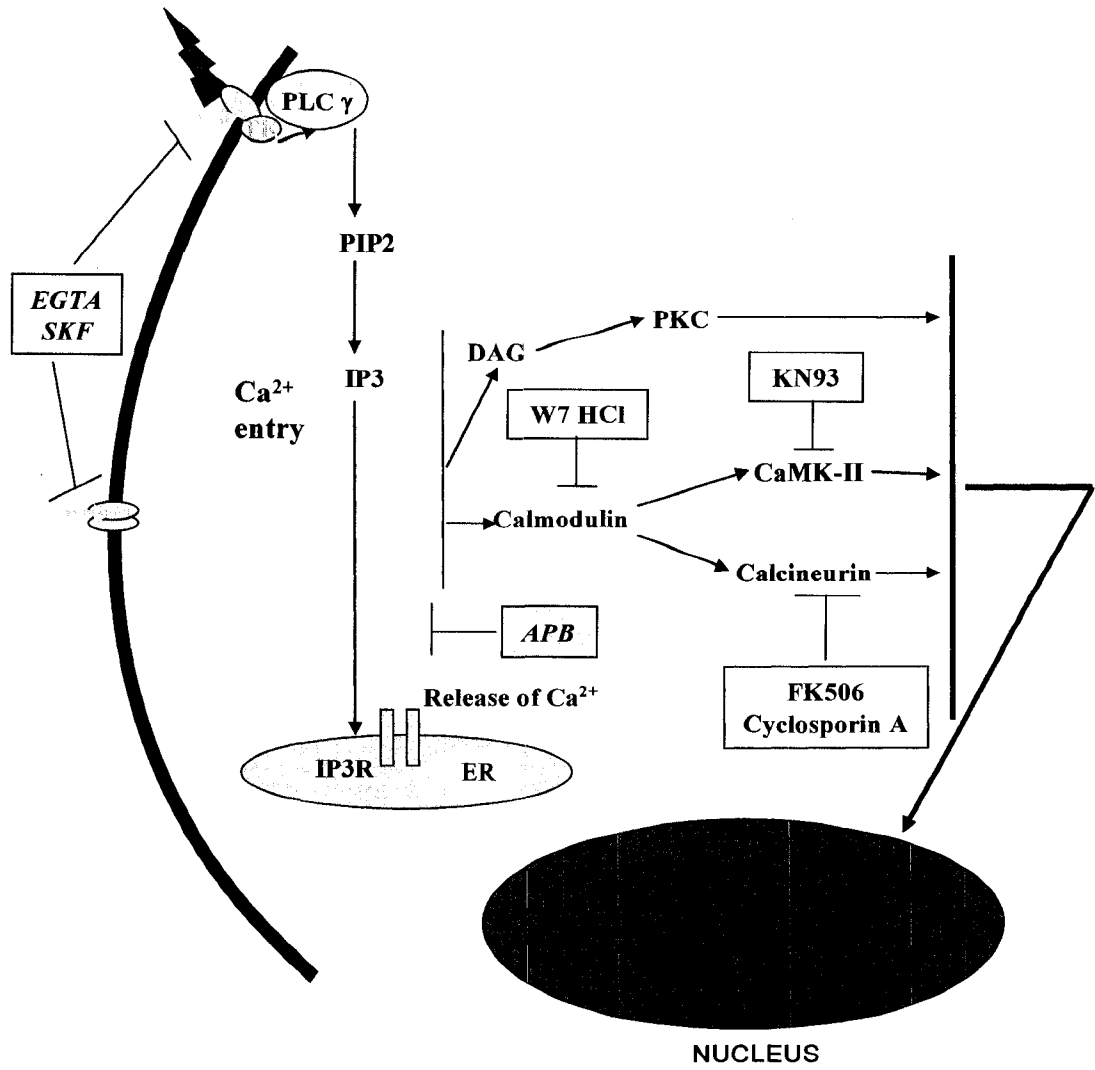 PLC γ
PIP2
EGTA
SKF
PKC
DAG
IP3
KN93
Ca²⁺
entry
W7 HCl
CaMK-II
Calmodulin
Calcineurin
APB
Release of Ca²⁺
FK506
Cyclosporin A
IP3R
ER
NUCLEUS